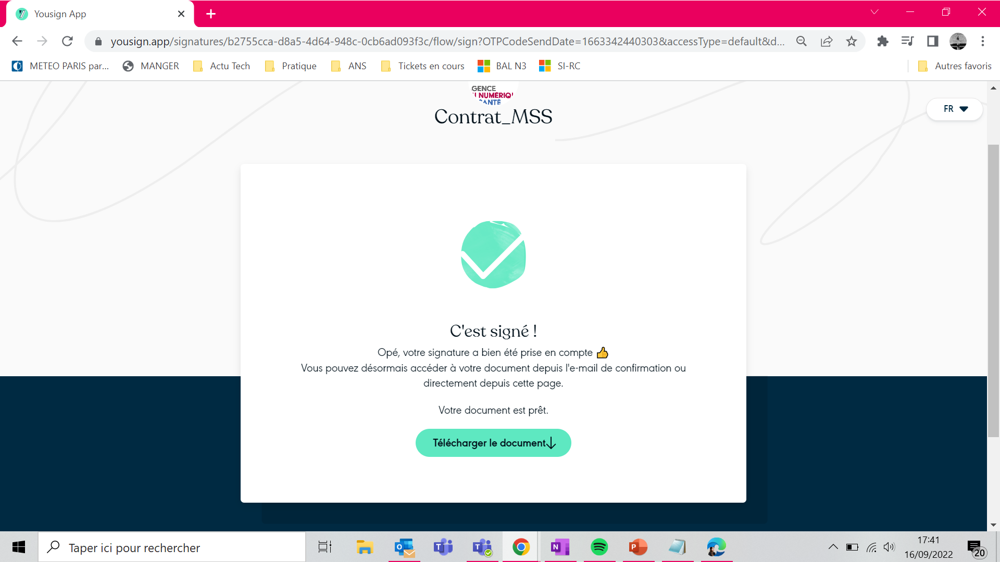 Yousign App
yousign.app/signatures/b2755cca-d8a5-4d64-948c-0cb6ad093f3c/flow/sign?OTPCodeSendDate=1663342440303&accessType=default&d...
METEO PARIS par... MANGER Actu Tech Pratique ANS Tickets en cours BAL N3 SI-RC Autres favoris
GENCE
NUMÉRIQU
SANTÉ
FR
Contrat_MSS
C'est signé !
Opé, votre signature a bien été prise en compte 👍
Vous pouvez désormais accéder à votre document depuis l'e-mail de confirmation ou
directement depuis cette page.
Votre document est prêt.
Télécharger le document
Taper ici pour rechercher
17:41
16/09/2022
20